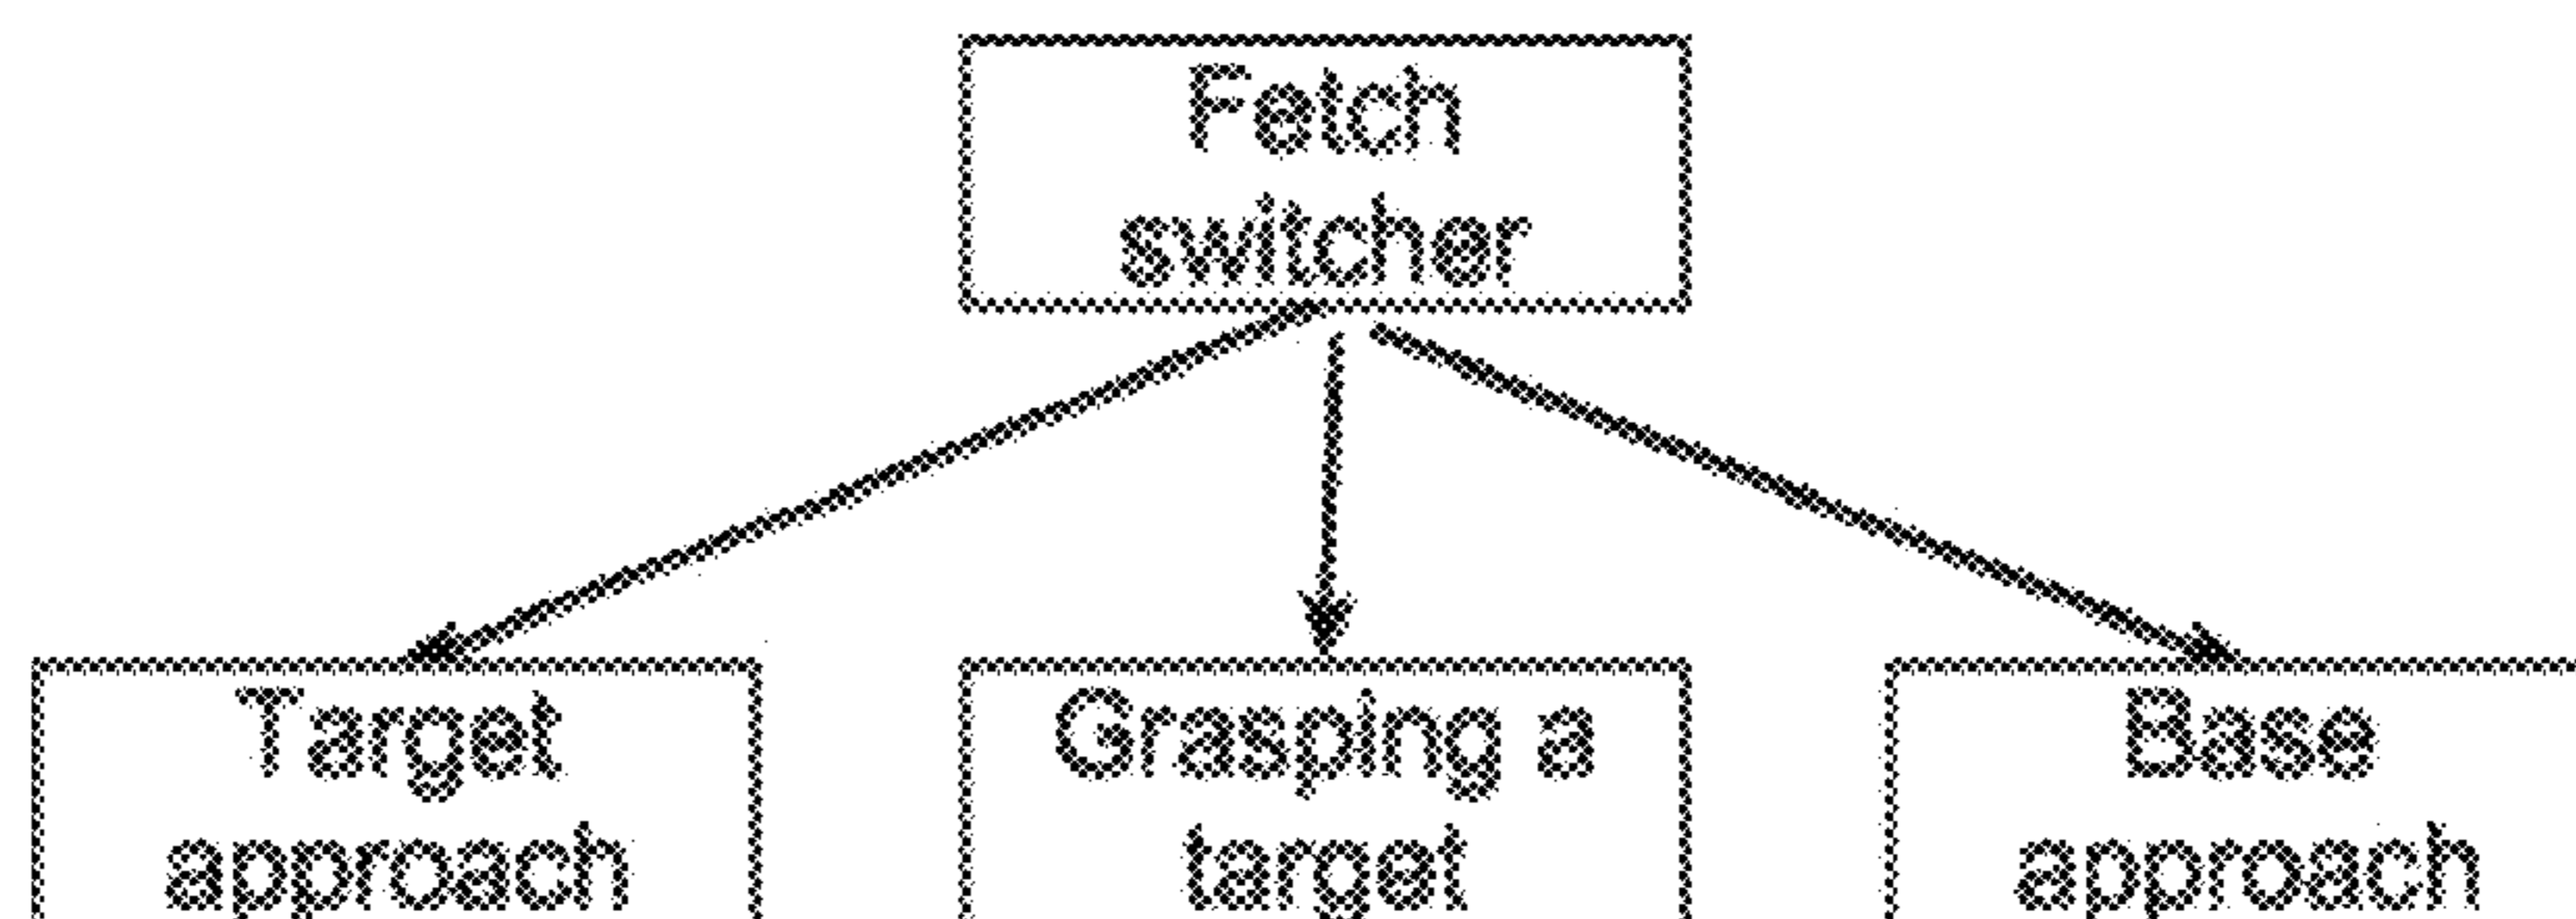 Fetch
switcher
Target
approach
Grasping a
target
Base
approach